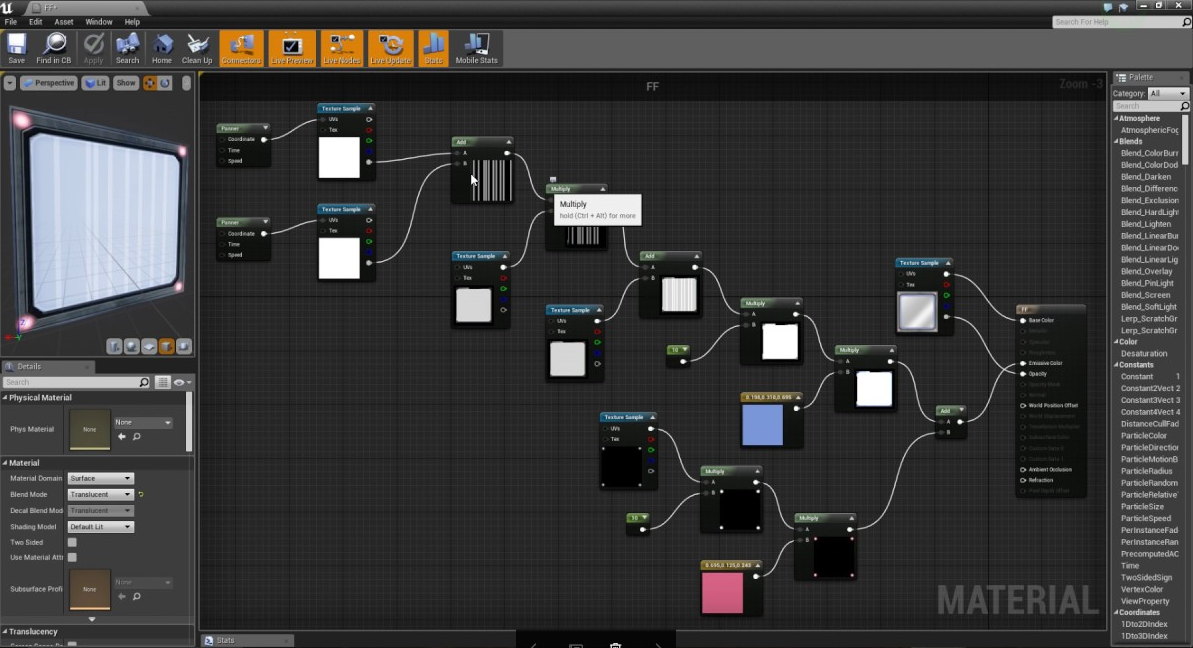 FF*
File Edit Asset Window Help
Search For Help
Save Find in CB Apply Search Home Clean Up Connectors Live Preview Live Nodes Live Update Stats Mobile Stats
Perspective Lit Show
FF
Zoom -3
Panner
Coordinate
Time
Speed
Texture Sample
UVs
Tex
Panner
Coordinate
Time
Speed
Texture Sample
UVs
Tex
Add
A
B
Multiply
Multiply
hold (Ctrl + Alt) for more
Texture Sample
UVs
Tex
Add
A
B
Texture Sample
UVs
Tex
10
Multiply
A
B
Multiply
A
B
0.198,0.318,0.695
Texture Sample
UVs
Tex
FF
Base Color
Emissive Color
Opacity
World Position Offset
Ambient Occlusion
Refraction
Add
A
B
Texture Sample
UVs
Tex
10
Multiply
A
B
Multiply
A
B
0.695,0.125,0.243
MATERIAL
Stats
Details
Search
Physical Material
Phys Material None None
Material
Material Domain Surface
Blend Mode Translucent
Decal Blend Mod Translucent
Shading Model Default Lit
Two Sided
Use Material Att
Subsurface Profi None None
Translucency
Palette
Category: All
Search
Atmosphere
AtmosphericFog
Blends
Blend_ColorBurn
Blend_ColorDod
Blend_Darken
Blend_Differenc
Blend_Exclusion
Blend_HardLigh
Blend_Lighten
Blend_LinearBu
Blend_LinearDo
Blend_LinearLig
Blend_Overlay
Blend_PinLight
Blend_Screen
Blend_SoftLight
Lerp_ScratchGr
Lerp_ScratchGr
Color
Desaturation
Constants
Constant 1
Constant2Vect 2
Constant3Vect 3
Constant4Vect 4
DistanceCullFad
ParticleColor
ParticleDirectio
ParticleMotionB
ParticleRadius
ParticleRandom
ParticleRelative
ParticleSize
ParticleSpeed
PerInstanceFad
PerInstanceRan
PrecomputedAO
Time
TwoSidedSign
VertexColor
ViewProperty
Coordinates
1Dto2DIndex
1Dto3DIndex